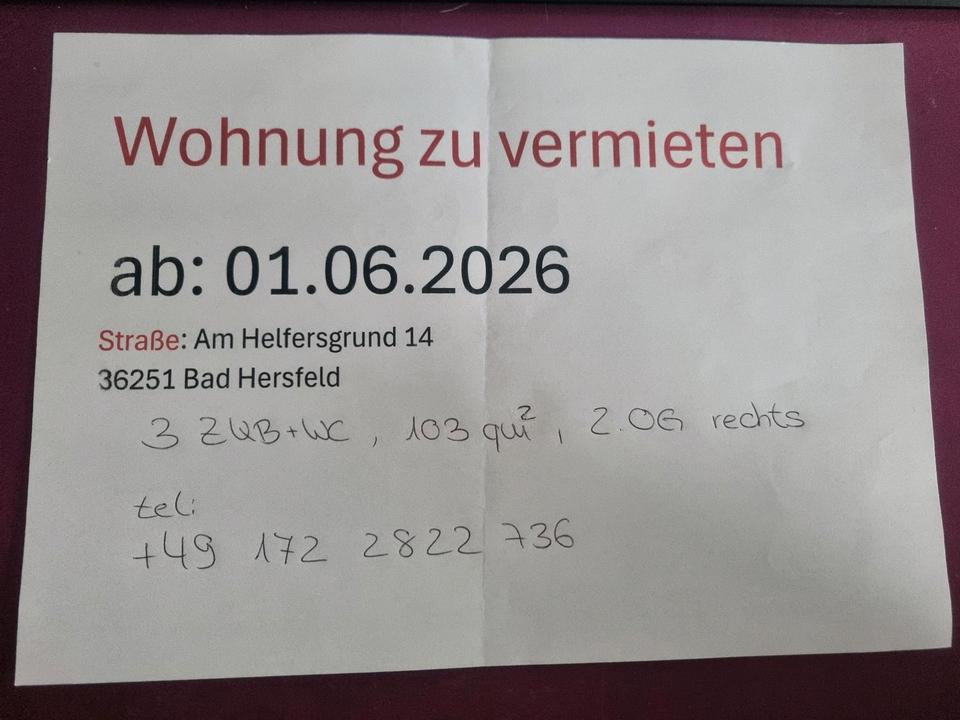 Wohnung zu vermieten
ab: 01.06.2026
Straße: Am Helfersgrund 14
36251 Bad Hersfeld
3 ZKB+WC, 103 qm², 2.OG rechts
tel:
+49 172 2822 736